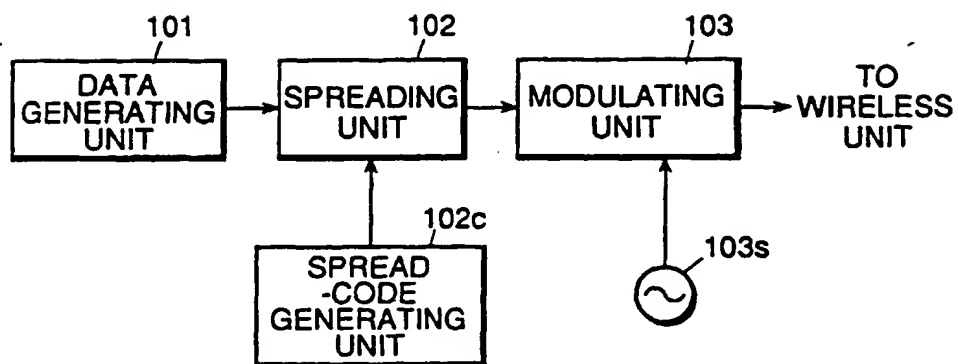 101
102
103
DATA
GENERATING
UNIT
SPREADING
UNIT
MODULATING
UNIT
TO
WIRELESS
UNIT
102c
SPREAD
-CODE
GENERATING
UNIT
103s